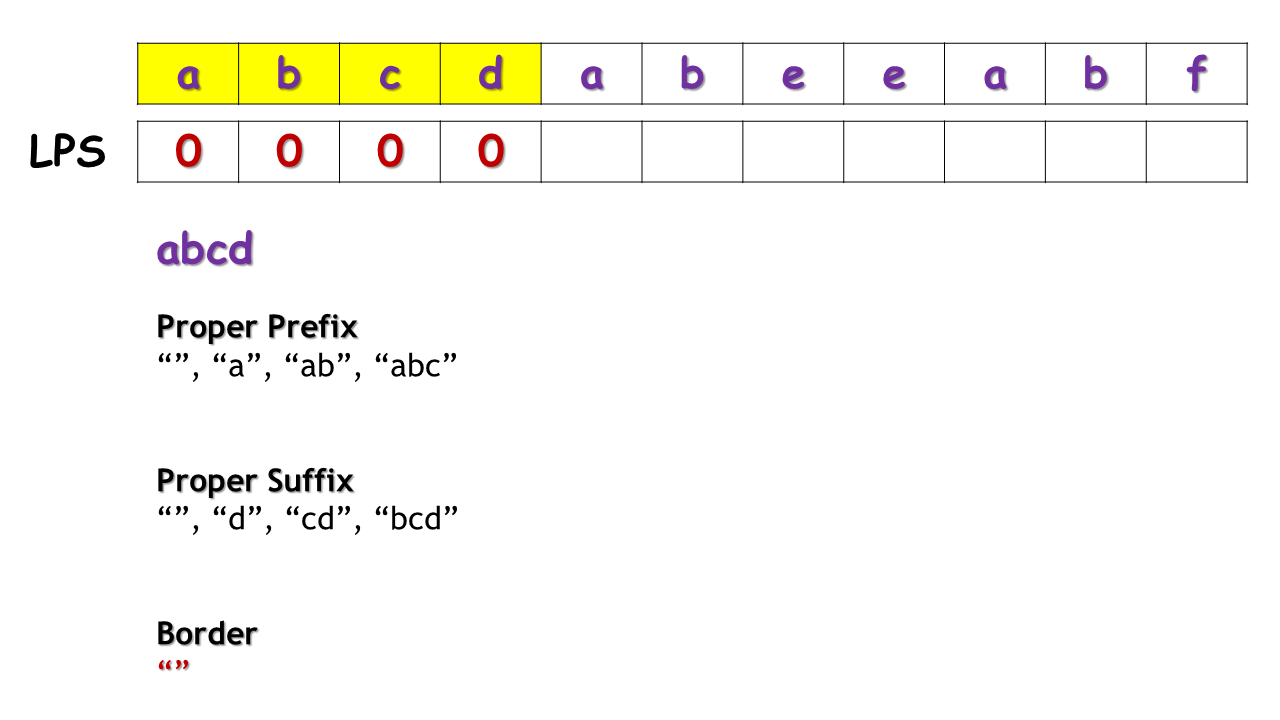 a b c d a b e e a b f
LPS 0 0 0 0
abcd
Proper Prefix
“”, “a”, “ab”, “abc”
Proper Suffix
“”, “d”, “cd”, “bcd”
Border
“”